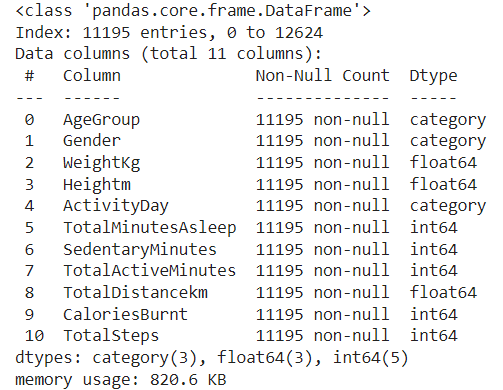 <class 'pandas.core.frame.DataFrame'>
Index: 11195 entries, 0 to 12624
Data columns (total 11 columns):
 #   Column              Non-Null Count  Dtype
---  ------              --------------  -----
 0   AgeGroup            11195 non-null  category
 1   Gender              11195 non-null  category
 2   WeightKg            11195 non-null  float64
 3   Heightm             11195 non-null  float64
 4   ActivityDay         11195 non-null  category
 5   TotalMinutesAsleep  11195 non-null  int64
 6   SedentaryMinutes    11195 non-null  int64
 7   TotalActiveMinutes  11195 non-null  int64
 8   TotalDistancekm     11195 non-null  float64
 9   CaloriesBurnt       11195 non-null  int64
 10  TotalSteps          11195 non-null  int64
dtypes: category(3), float64(3), int64(5)
memory usage: 820.6 KB